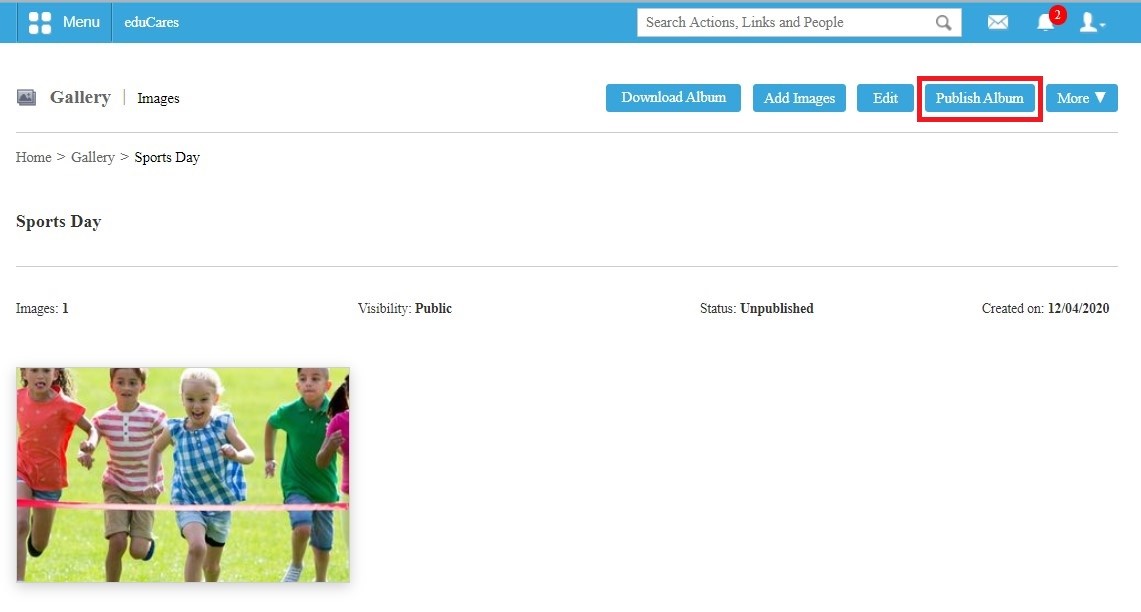 Menu eduCares Search Actions, Links and People 2
Gallery | Images Download Album Add Images Edit Publish Album More ▼
Home > Gallery > Sports Day
Sports Day
Images: 1 Visibility: Public Status: Unpublished Created on: 12/04/2020